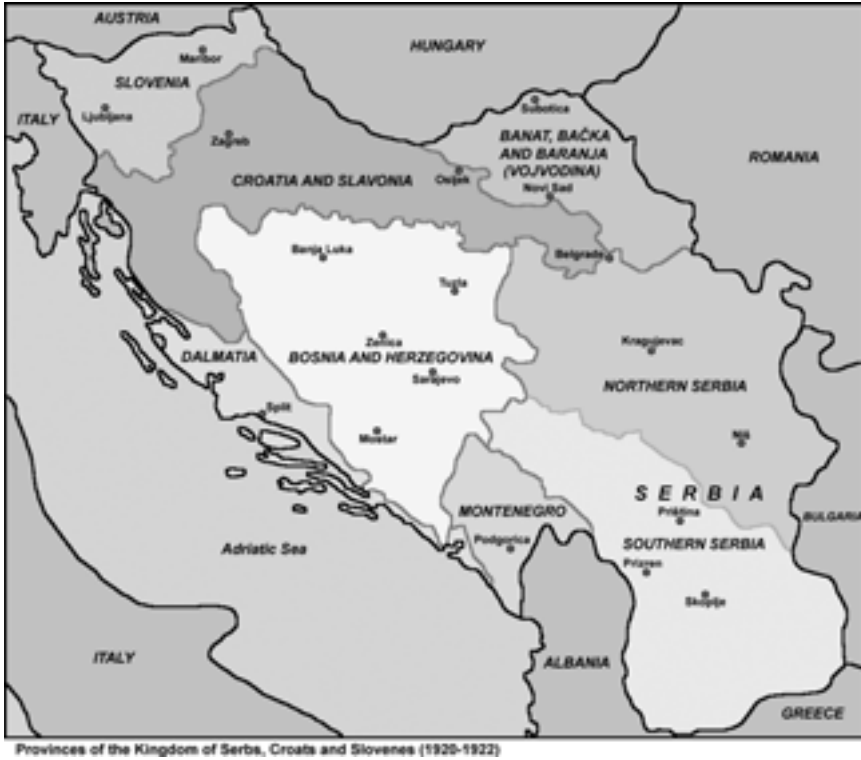 AUSTRIA
HUNGARY
Maribor
SLOVENIA
Ljubljana
ITALY
Subotica
BANAT, BAČKA
AND BARANJA
(VOJVODINA)
Zagreb
ROMANIA
Osijek
CROATIA AND SLAVONIA
Novi Sad
Banja Luka
Belgrade
Tuzla
Zenica
Kragujevac
DALMATIA
BOSNIA AND HERZEGOVINA
Sarajevo
NORTHERN SERBIA
Split
Mostar
Niš
SERBIA
MONTENEGRO
Priština
BULGARIA
Podgorica
SOUTHERN SERBIA
Adriatic Sea
Prizren
Skoplje
ITALY
ALBANIA
GREECE
Provinces of the Kingdom of Serbs, Croats and Slovenes (1920-1922)